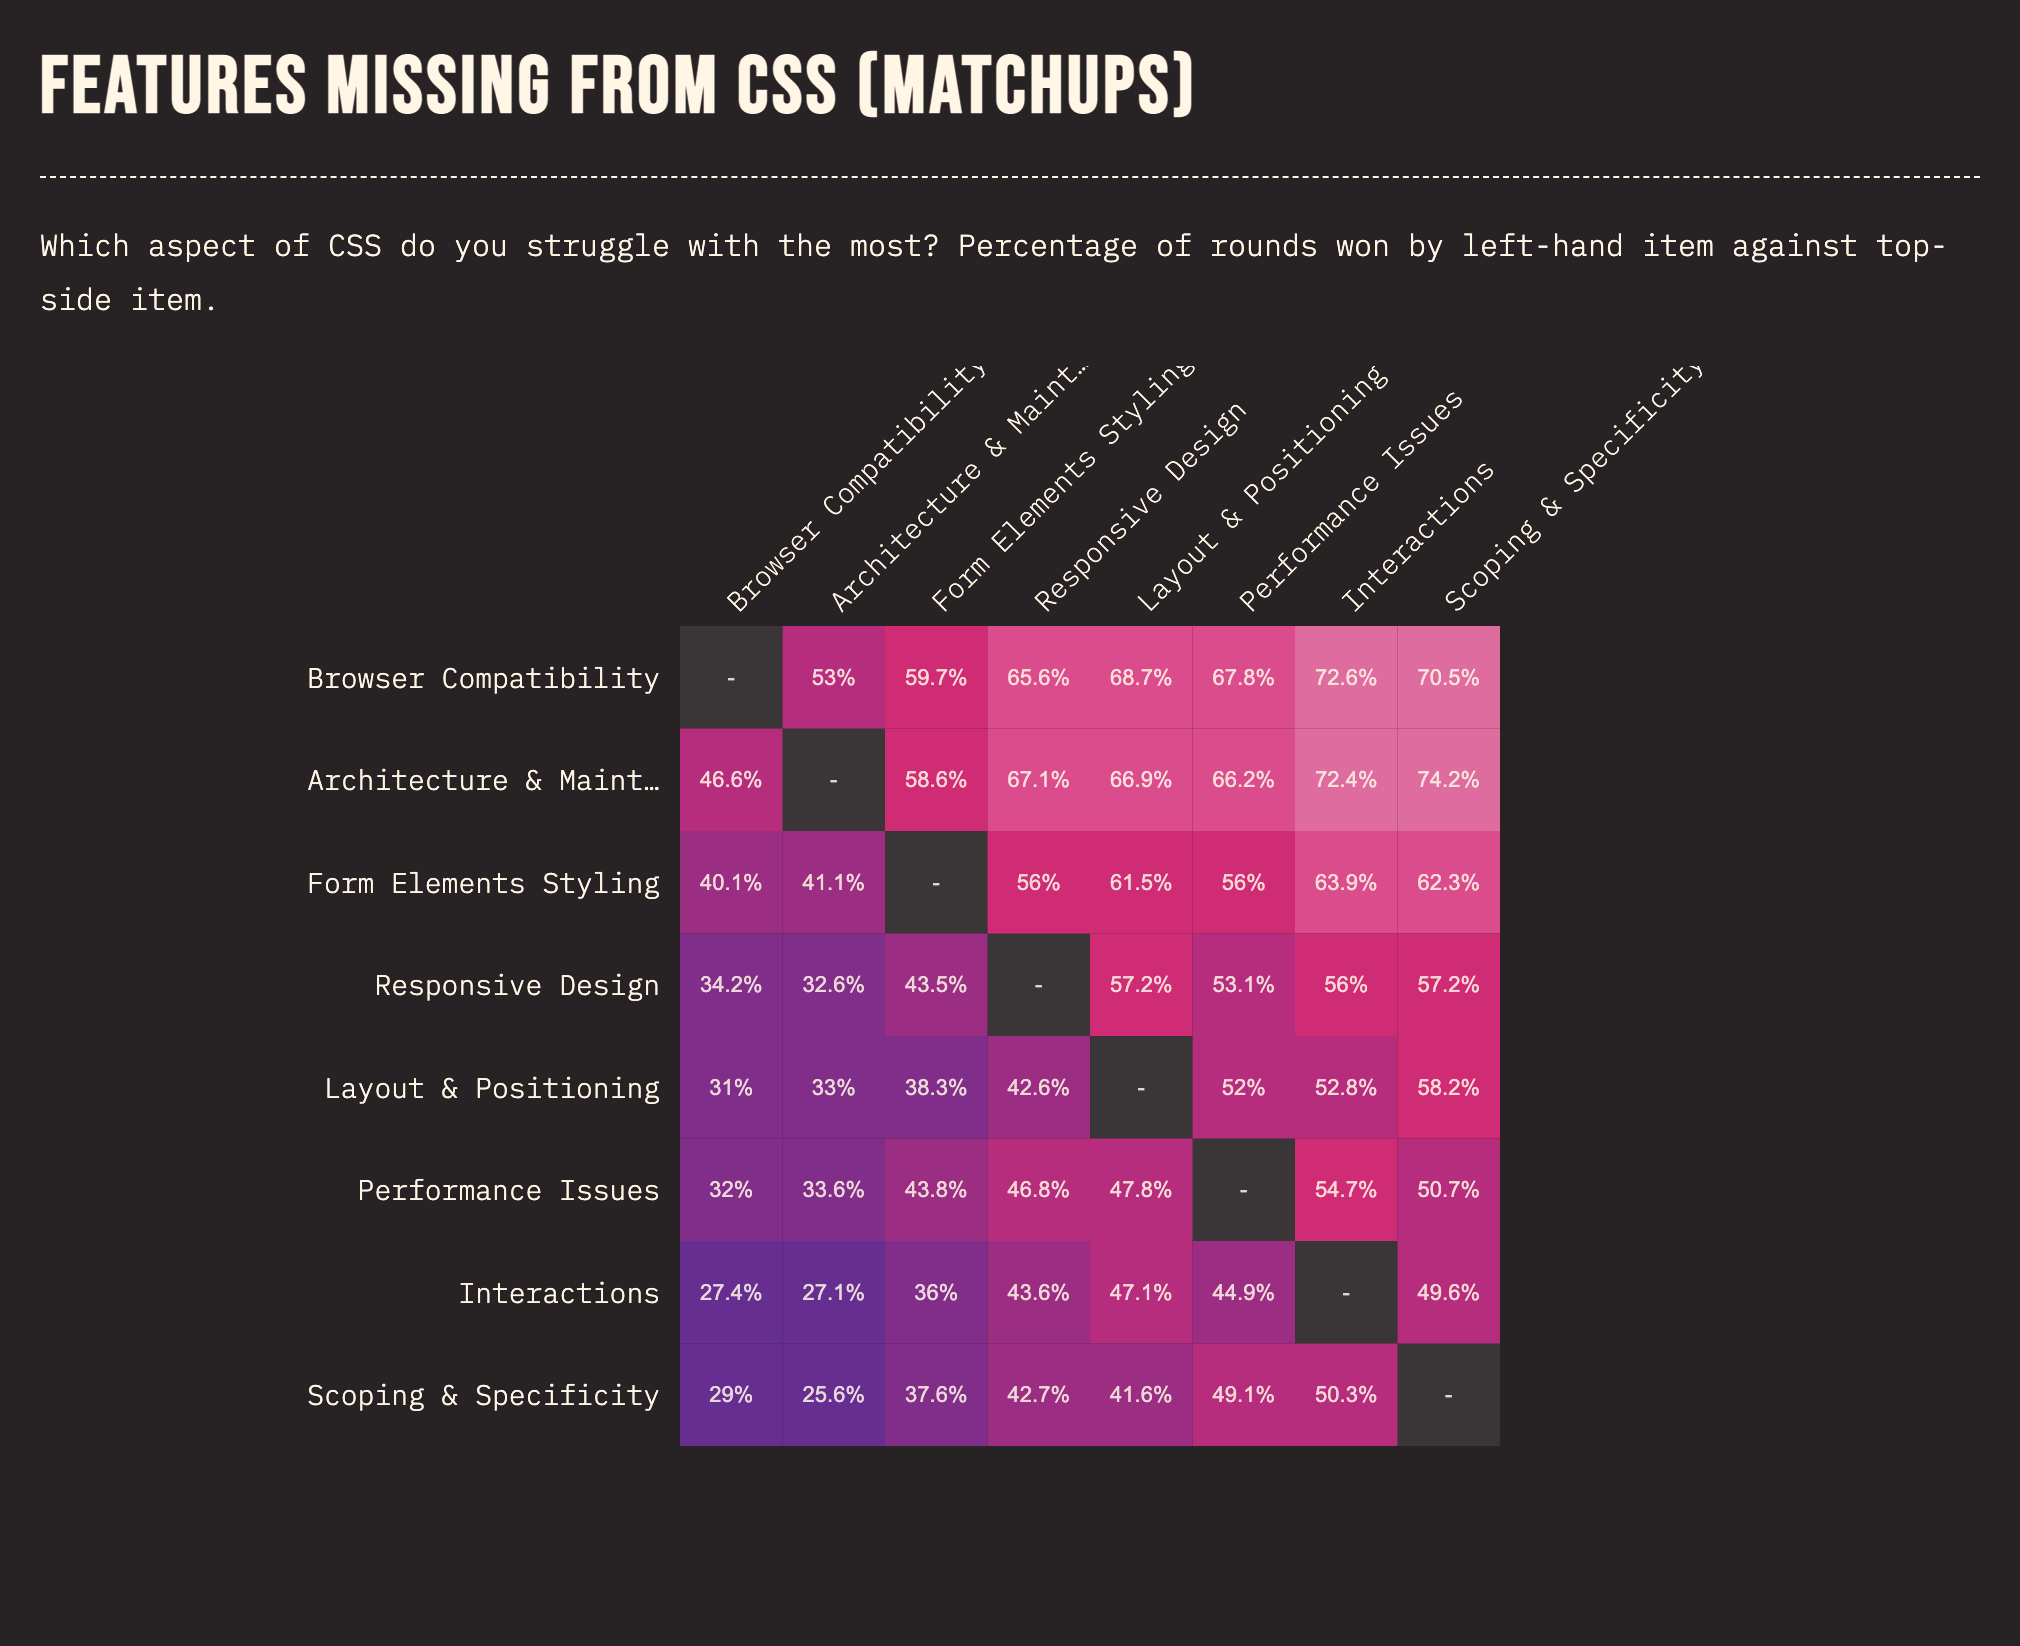 FEATURES MISSING FROM CSS (MATCHUPS)
Which aspect of CSS do you struggle with the most? Percentage of rounds won by left-hand item against top-
side item.
Browser Compatibility
Architecture & Maint…
Form Elements Styling
Responsive Design
Layout & Positioning
Performance Issues
Interactions
Scoping & Specificity
Browser Compatibility - 53% 59.7% 65.6% 68.7% 67.8% 72.6% 70.5%
Architecture & Maint… 46.6% - 58.6% 67.1% 66.9% 66.2% 72.4% 74.2%
Form Elements Styling 40.1% 41.1% - 56% 61.5% 56% 63.9% 62.3%
Responsive Design 34.2% 32.6% 43.5% - 57.2% 53.1% 56% 57.2%
Layout & Positioning 31% 33% 38.3% 42.6% - 52% 52.8% 58.2%
Performance Issues 32% 33.6% 43.8% 46.8% 47.8% - 54.7% 50.7%
Interactions 27.4% 27.1% 36% 43.6% 47.1% 44.9% - 49.6%
Scoping & Specificity 29% 25.6% 37.6% 42.7% 41.6% 49.1% 50.3% -